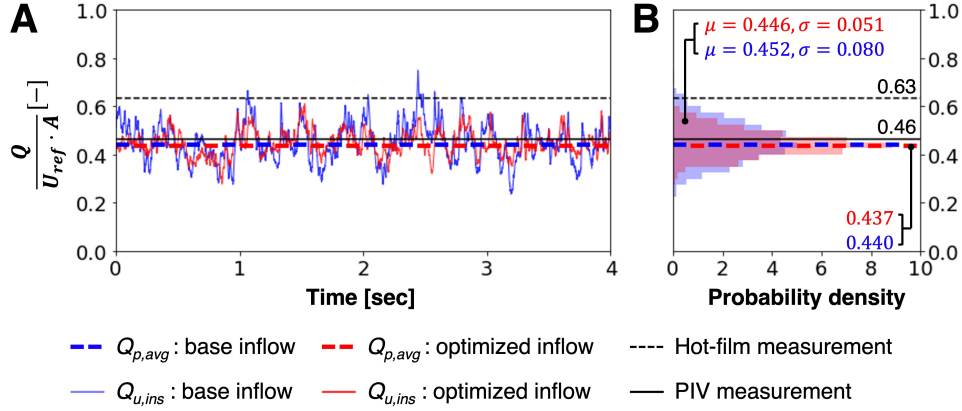 A
B
Q
U_ref · A [−]
1.0
0.8
0.6
0.4
0.2
0.0
0 1 2 3 4
Time [sec]
μ = 0.446, σ = 0.051
μ = 0.452, σ = 0.080
0.63
0.46
0.437
0.440
1.0
0.8
0.6
0.4
0.2
0.0
0 2 4 6 8 10
Probability density
Q_p,avg : base inflow
Q_p,avg : optimized inflow
Hot-film measurement
Q_u,ins : base inflow
Q_u,ins : optimized inflow
PIV measurement